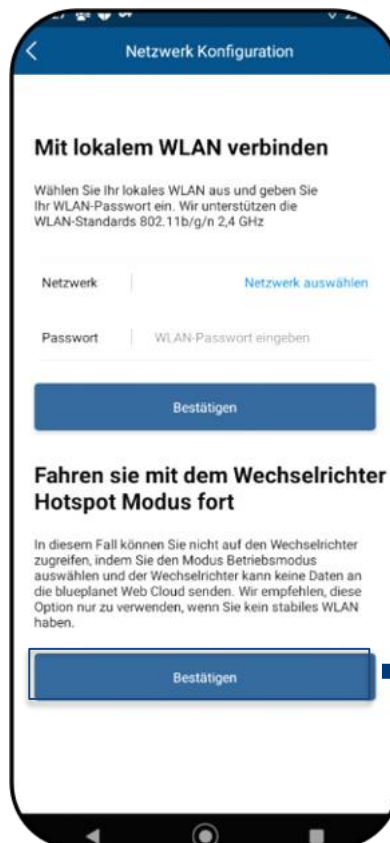 Netzwerk Konfiguration
Mit lokalem WLAN verbinden
Wählen Sie Ihr lokales WLAN aus und geben Sie
Ihr WLAN-Passwort ein. Wir unterstützen die
WLAN-Standards 802.11b/g/n 2,4 GHz
Netzwerk Netzwerk auswählen
Passwort WLAN-Passwort eingeben
Bestätigen
Fahren sie mit dem Wechselrichter
Hotspot Modus fort
In diesem Fall können Sie nicht auf den Wechselrichter
zugreifen, indem Sie den Modus Betriebsmodus
auswählen und der Wechselrichter kann keine Daten an
die blueplanet Web Cloud senden. Wir empfehlen, diese
Option nur zu verwenden, wenn Sie kein stabiles WLAN
haben.
Bestätigen